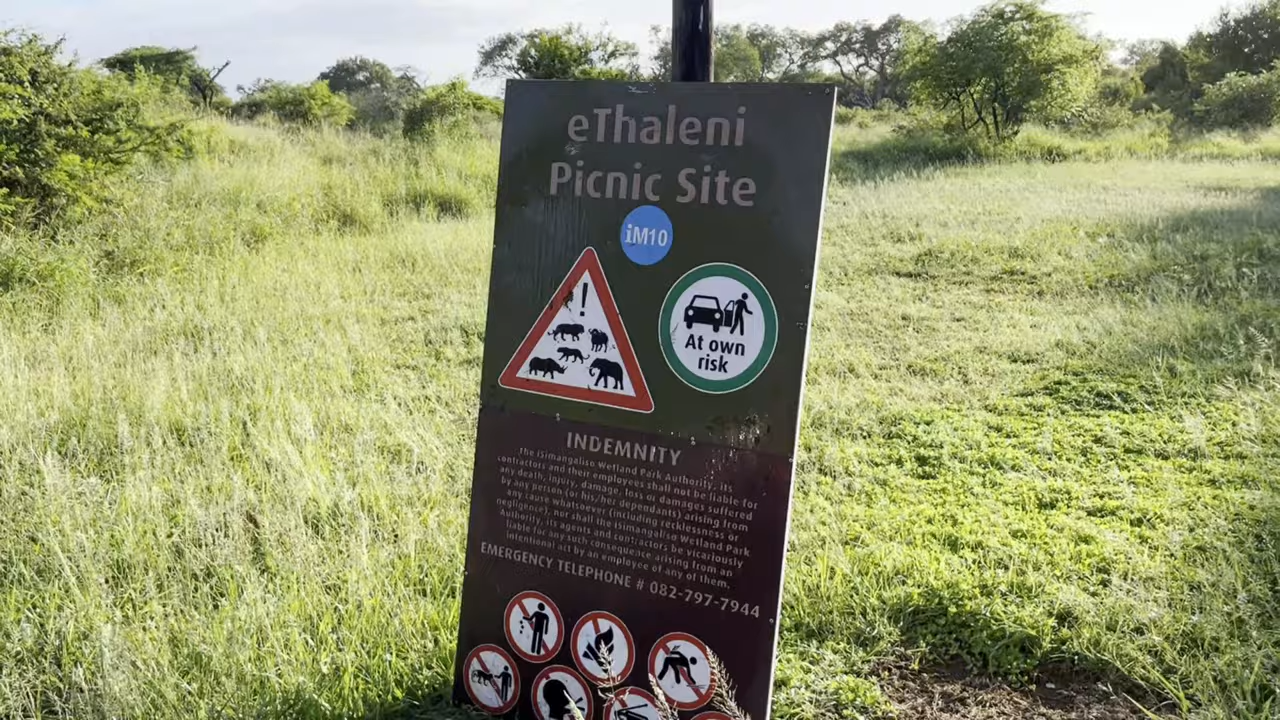 eThaleni
Picnic Site
iM10
!
At own
risk
INDEMNITY
The iSimangaliso Wetland Park Authority, its
contractors and their employees shall not be liable for
any death, injury, damage, loss or damages suffered
by any person (or his/her dependants) arising from
any cause whatsoever (including recklessness or
negligence), nor shall the iSimangaliso Wetland Park
Authority, its agents and contractors be vicariously
liable for any such consequence arising from an
intentional act by an employee of any of them.
EMERGENCY TELEPHONE # 082-797-7944